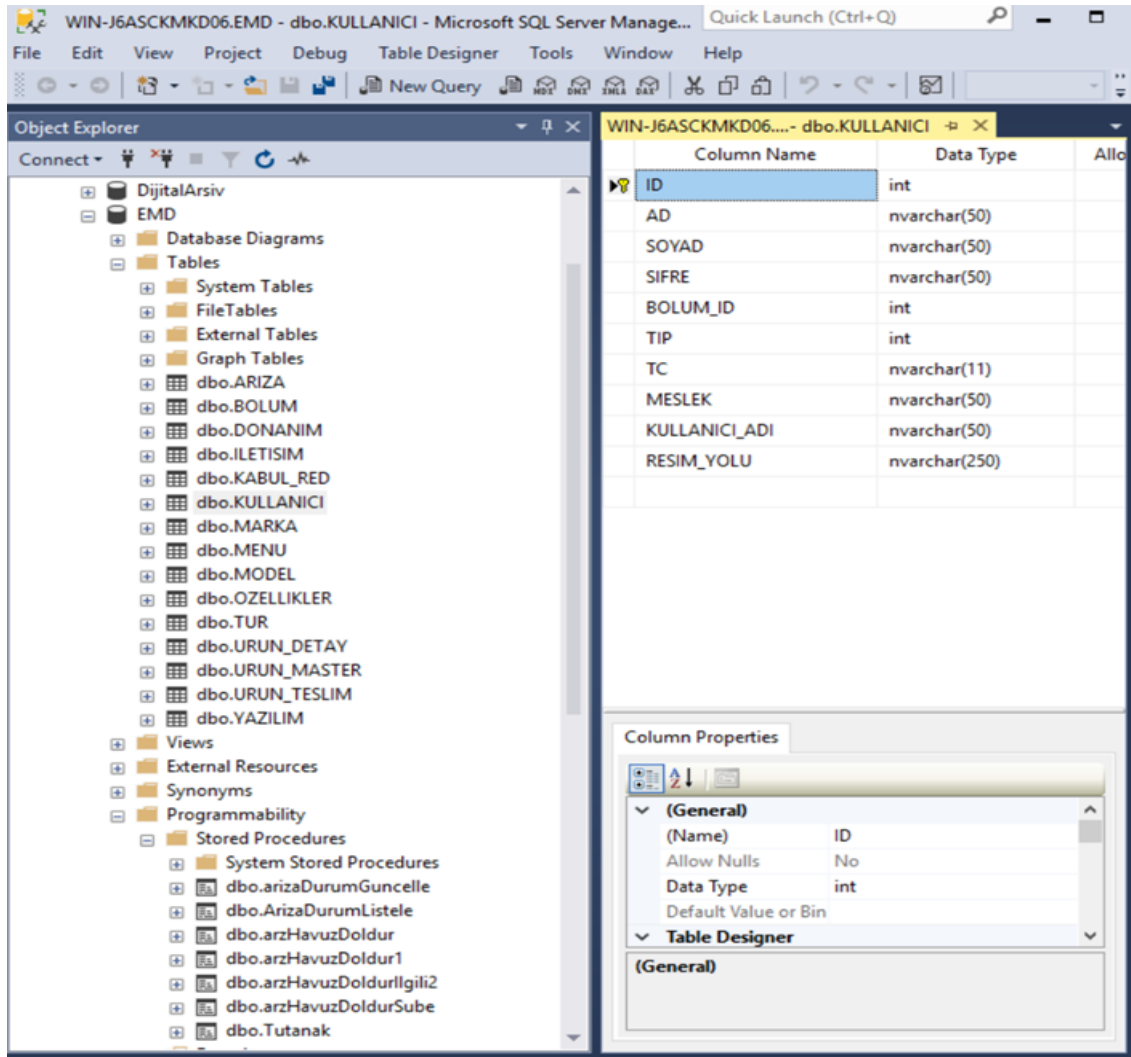 WIN-J6ASCKMKD06.EMD - dbo.KULLANICI - Microsoft SQL Server Manage...
Quick Launch (Ctrl+Q)
File Edit View Project Debug Table Designer Tools Window Help
New Query MDX DMX XMLA DAX
Object Explorer
Connect
DijitalArsiv
EMD
Database Diagrams
Tables
System Tables
FileTables
External Tables
Graph Tables
dbo.ARIZA
dbo.BOLUM
dbo.DONANIM
dbo.ILETISIM
dbo.KABUL_RED
dbo.KULLANICI
dbo.MARKA
dbo.MENU
dbo.MODEL
dbo.OZELLIKLER
dbo.TUR
dbo.URUN_DETAY
dbo.URUN_MASTER
dbo.URUN_TESLIM
dbo.YAZILIM
Views
External Resources
Synonyms
Programmability
Stored Procedures
System Stored Procedures
dbo.arizaDurumGuncelle
dbo.ArizaDurumListele
dbo.arzHavuzDoldur
dbo.arzHavuzDoldur1
dbo.arzHavuzDoldurIlgili2
dbo.arzHavuzDoldurSube
dbo.Tutanak
WIN-J6ASCKMKD06....- dbo.KULLANICI
Column Name Data Type Allo
ID int
AD nvarchar(50)
SOYAD nvarchar(50)
SIFRE nvarchar(50)
BOLUM_ID int
TIP int
TC nvarchar(11)
MESLEK nvarchar(50)
KULLANICI_ADI nvarchar(50)
RESIM_YOLU nvarchar(250)
Column Properties
(General)
(Name) ID
Allow Nulls No
Data Type int
Default Value or Bin
Table Designer
(General)